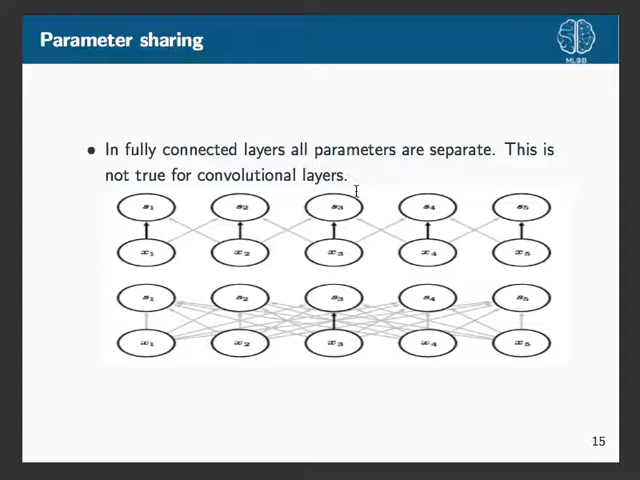 Parameter sharing
MLBB
• In fully connected layers all parameters are separate. This is
not true for convolutional layers.
s₁ s₂ s₃ s₄ s₅
x₁ x₂ x₃ x₄ x₅
s₁ s₂ s₃ s₄ s₅
x₁ x₂ x₃ x₄ x₅
15